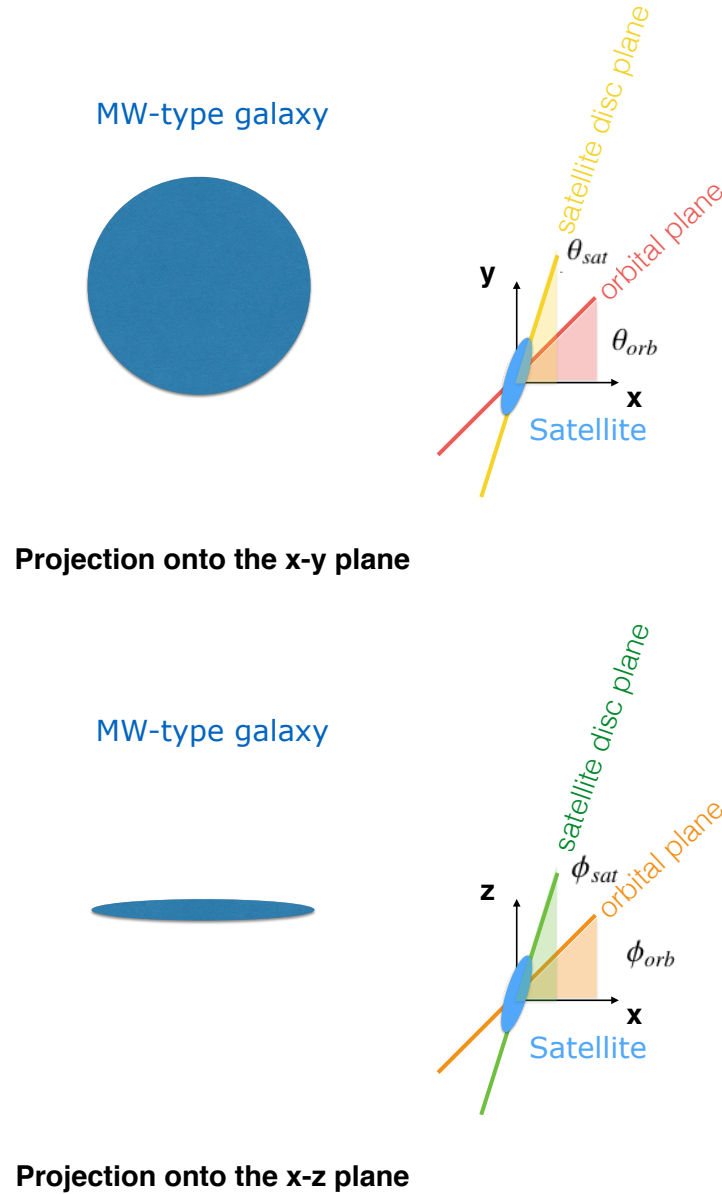 MW-type galaxy
satellite disc plane
orbital plane
θsat
y
θorb
x
Satellite
Projection onto the x-y plane
MW-type galaxy
satellite disc plane
orbital plane
ϕsat
z
ϕorb
x
Satellite
Projection onto the x-z plane